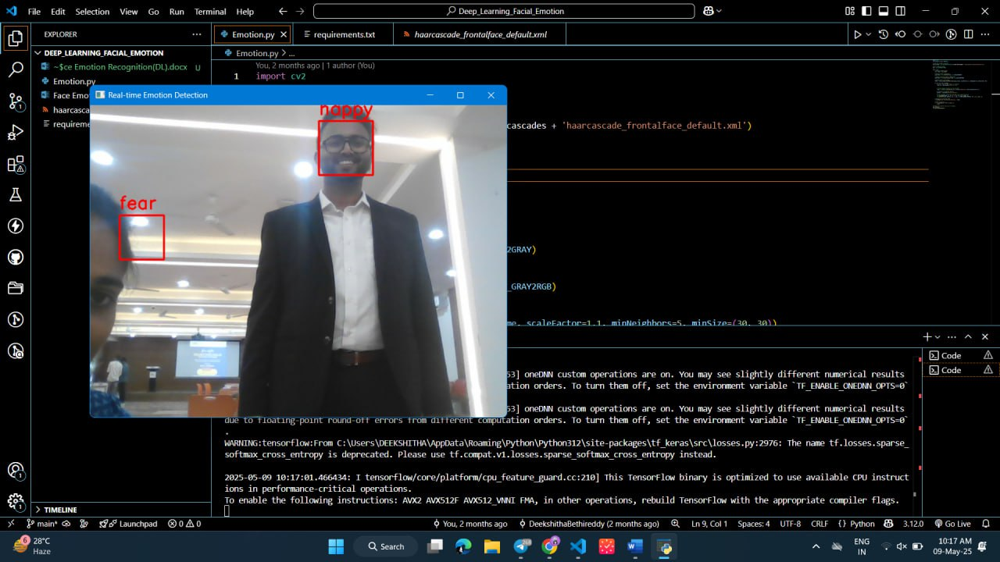 File Edit Selection View Go Run Terminal Help
Deep_Learning_Facial_Emotion
EXPLORER
Emotion.py
requirements.txt
haarcascade_frontalface_default.xml
DEEP_LEARNING_FACIAL_EMOTION
~$ce Emotion Recognition(DL).docx U
Emotion.py
Face Emo
haarcasca
requireme
Emotion.py > ...
You, 2 months ago | 1 author (You)
1 import cv2
cascades + 'haarcascade_frontalface_default.xml')
2GRAY)
_GRAY2RGB)
me, scaleFactor=1.1, minNeighbors=5, minSize=(30, 30))
Real-time Emotion Detection
happy
fear
Code
Code
53] oneDNN custom operations are on. You may see slightly different numerical results
ation orders. To turn them off, set the environment variable `TF_ENABLE_ONEDNN_OPTS=0`
53] oneDNN custom operations are on. You may see slightly different numerical results
due to floating-point round-off errors from different computation orders. To turn them off, set the environment variable `TF_ENABLE_ONEDNN_OPTS=0`
.
WARNING:tensorflow:From C:\Users\DEEKSHITHA\AppData\Roaming\Python\Python312\site-packages\tf_keras\src\losses.py:2976: The name tf.losses.sparse_
softmax_cross_entropy is deprecated. Please use tf.compat.v1.losses.sparse_softmax_cross_entropy instead.
2025-05-09 10:17:01.466434: I tensorflow/core/platform/cpu_feature_guard.cc:210] This TensorFlow binary is optimized to use available CPU instruct
ions in performance-critical operations.
To enable the following instructions: AVX2 AVX512F AVX512_VNNI FMA, in other operations, rebuild TensorFlow with the appropriate compiler flags.
TIMELINE
main* Launchpad 0 0 You, 2 months ago DeekshithaBethireddy (2 months ago) Ln 9, Col 1 Spaces: 4 UTF-8 CRLF {} Python 3.12.0 Go Live
6
28°C
Haze
Search
ENG
IN
10:17 AM
09-May-25